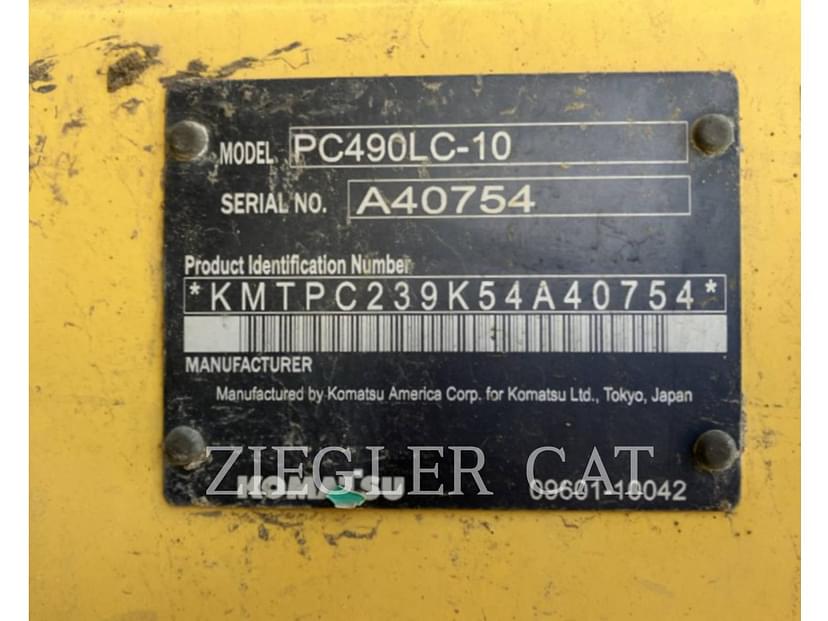 MODEL PC490LC-10
SERIAL NO. A40754
Product Identification Number
*KMTPC239K54A40754*
MANUFACTURER
Manufactured by Komatsu America Corp. for Komatsu Ltd., Tokyo, Japan
ZIEGLER CAT
KOMATSU 09601-10042